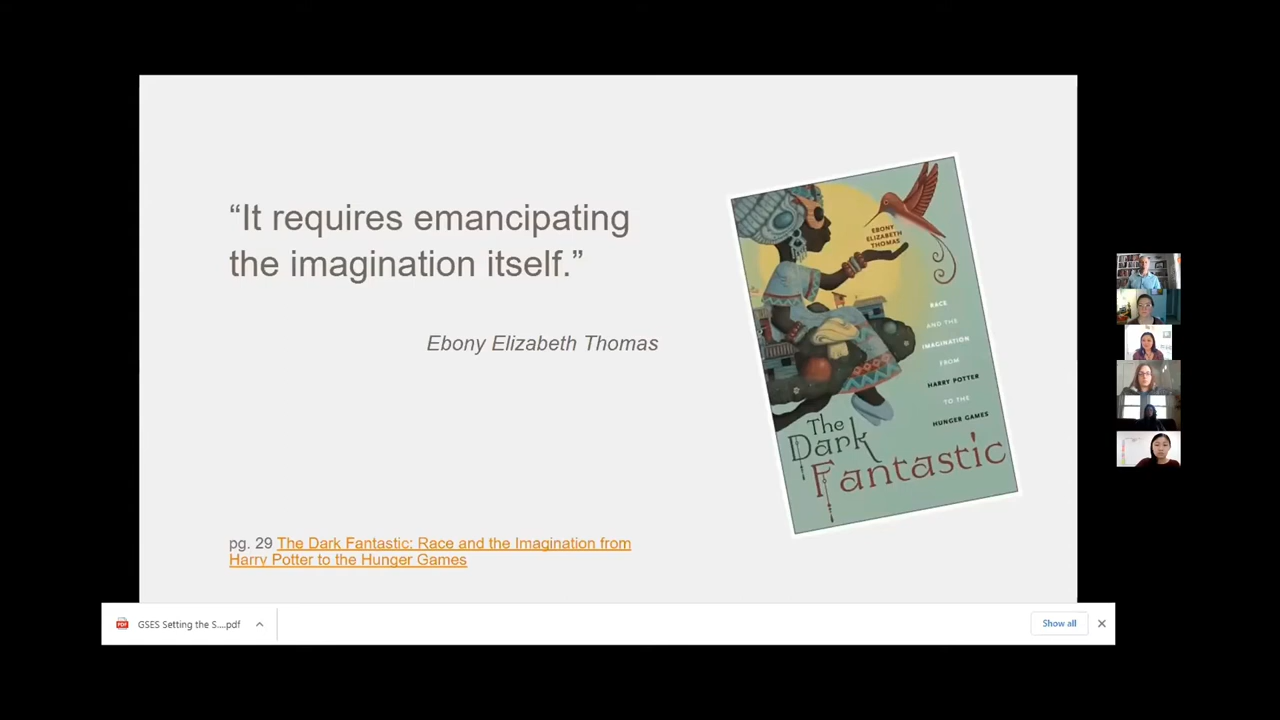 “It requires emancipating
the imagination itself.”
Ebony Elizabeth Thomas
EBONY
ELIZABETH
THOMAS
RACE
AND THE
IMAGINATION
FROM
HARRY POTTER
TO THE
HUNGER GAMES
The
Dark
Fantastic
pg. 29 The Dark Fantastic: Race and the Imagination from
Harry Potter to the Hunger Games
PDF
GSES Setting the S....pdf
Show all